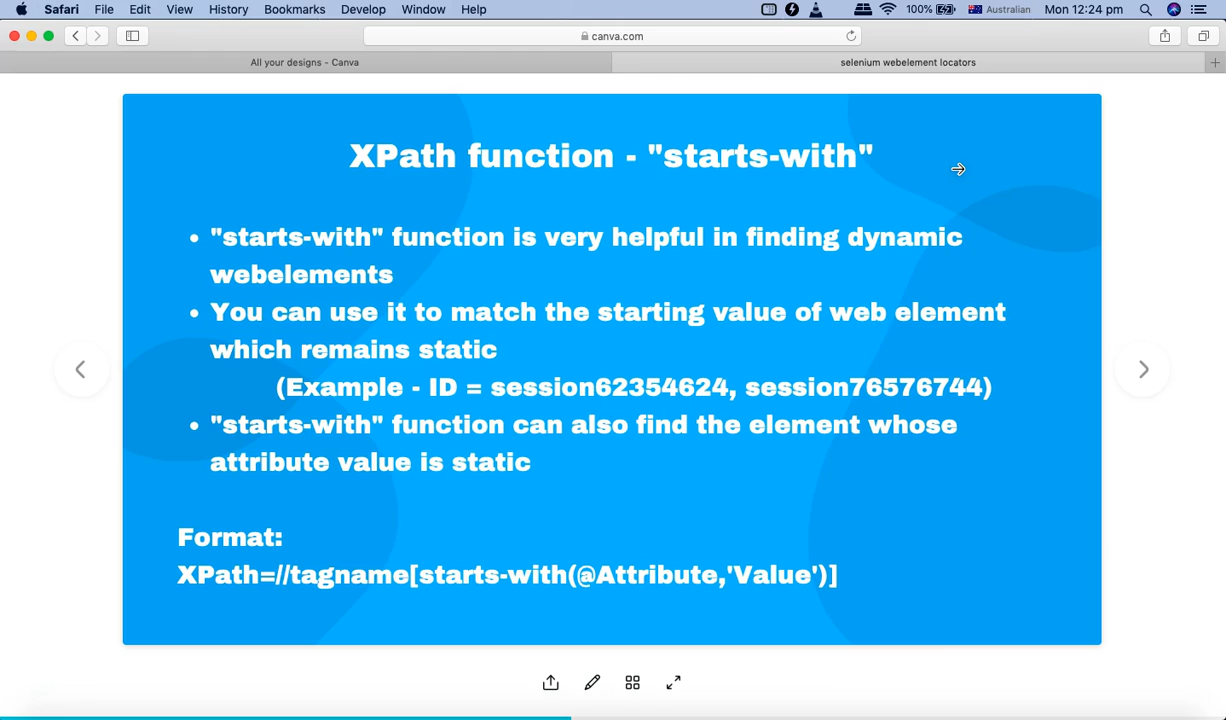 Safari File Edit View History Bookmarks Develop Window Help 100% Australian Mon 12:24 pm
canva.com
All your designs - Canva selenium webelement locators
XPath function - "starts-with"
• "starts-with" function is very helpful in finding dynamic
webelements
• You can use it to match the starting value of web element
which remains static
(Example - ID = session62354624, session76576744)
• "starts-with" function can also find the element whose
attribute value is static
Format:
XPath=//tagname[starts-with(@Attribute,'Value')]